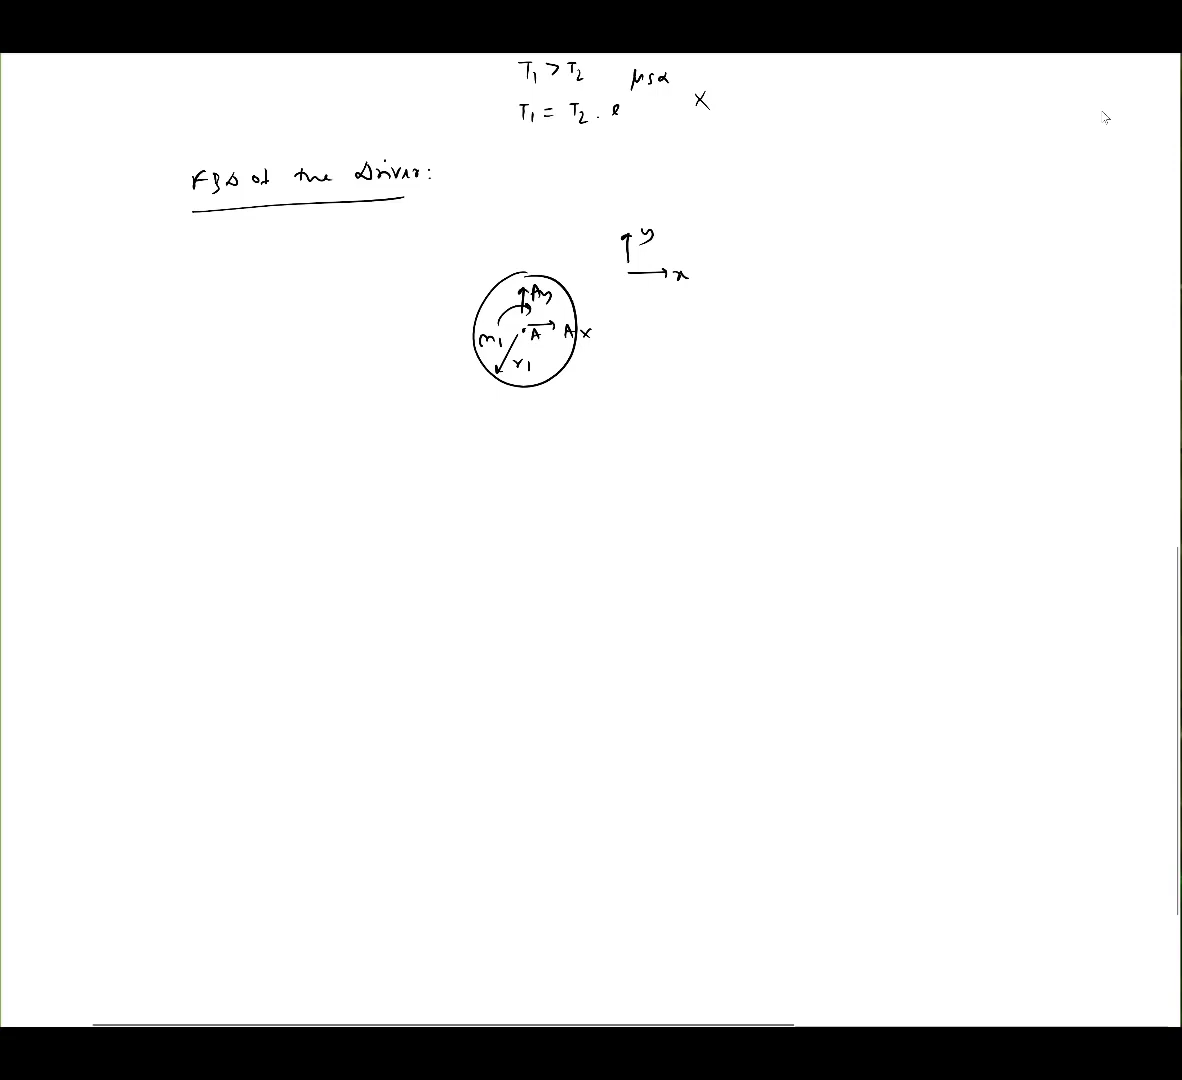 T₁ > T₂
T₁ = T₂ . e^μsα X
FBD of the Driver:
y
x
Ay
M₁ A Ax
r₁